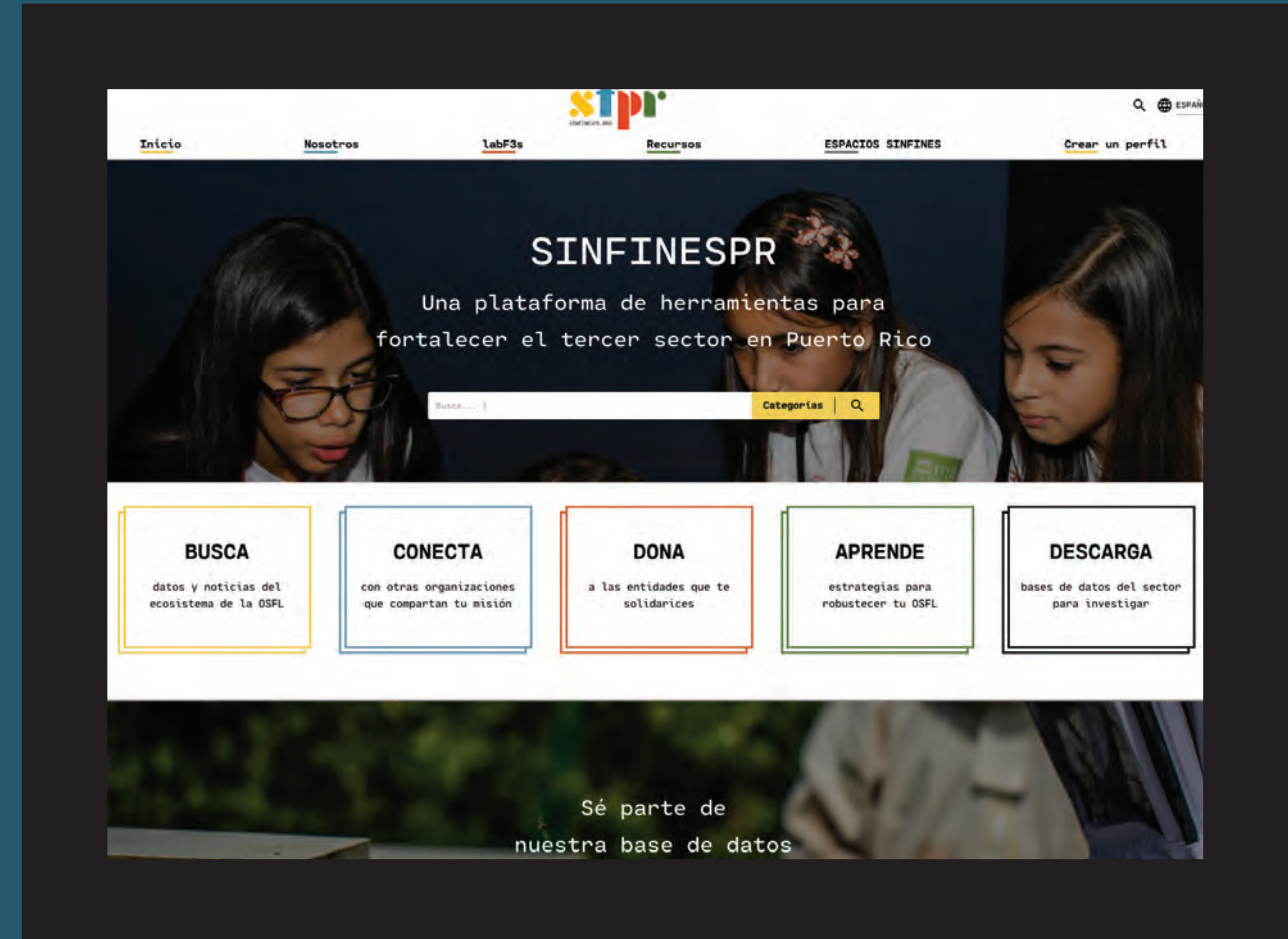 sfpr
SINFINESPR.ORG
ESPAÑ
Inicio Nosotros labF3s Recursos ESPACIOS SINFINES Crear un perfil
SINFINESPR
Una plataforma de herramientas para
fortalecer el tercer sector en Puerto Rico
Busca... Categorías
BUSCA
datos y noticias del
ecosistema de la OSFL
CONECTA
con otras organizaciones
que compartan tu misión
DONA
a las entidades que te
solidarices
APRENDE
estrategias para
robustecer tu OSFL
DESCARGA
bases de datos del sector
para investigar
Sé parte de
nuestra base de datos